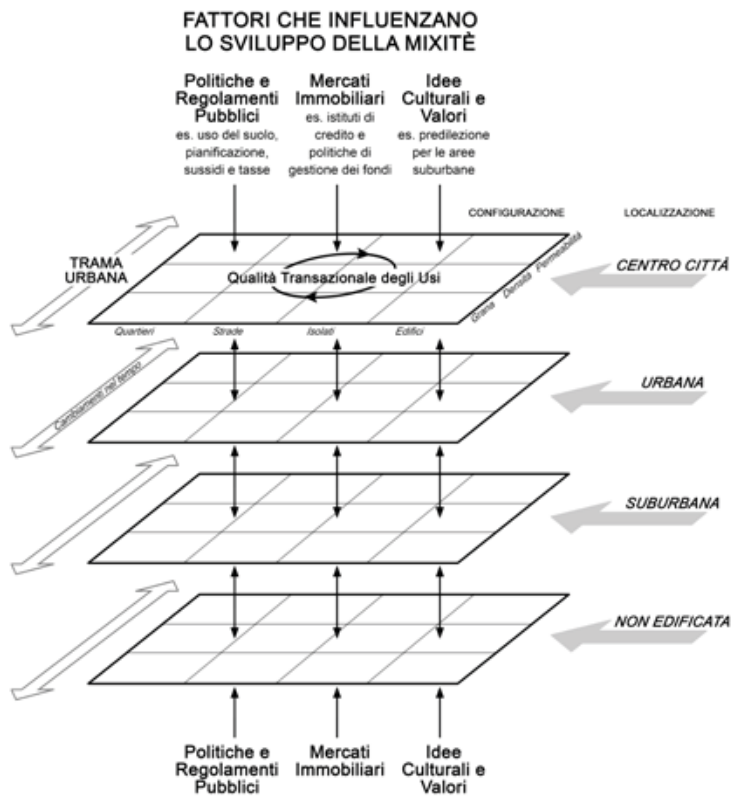 FATTORI CHE INFLUENZANO
LO SVILUPPO DELLA MIXITÈ
Politiche e
Regolamenti
Pubblici
es. uso del suolo,
pianificazione,
sussidi e tasse
Mercati
Immobiliari
es. istituti di
credito e
politiche di
gestione dei fondi
Idee
Culturali e
Valori
es. predilezione
per le aree
suburbane
CONFIGURAZIONE
LOCALIZZAZIONE
TRAMA
URBANA
Qualità Transazionale degli Usi
Grana Densità Permeabilità
CENTRO CITTÀ
Quartieri Strade Isolati Edifici
Cambiamenti nel tempo
URBANA
SUBURBANA
NON EDIFICATA
Politiche e
Regolamenti
Pubblici
Mercati
Immobiliari
Idee
Culturali e
Valori